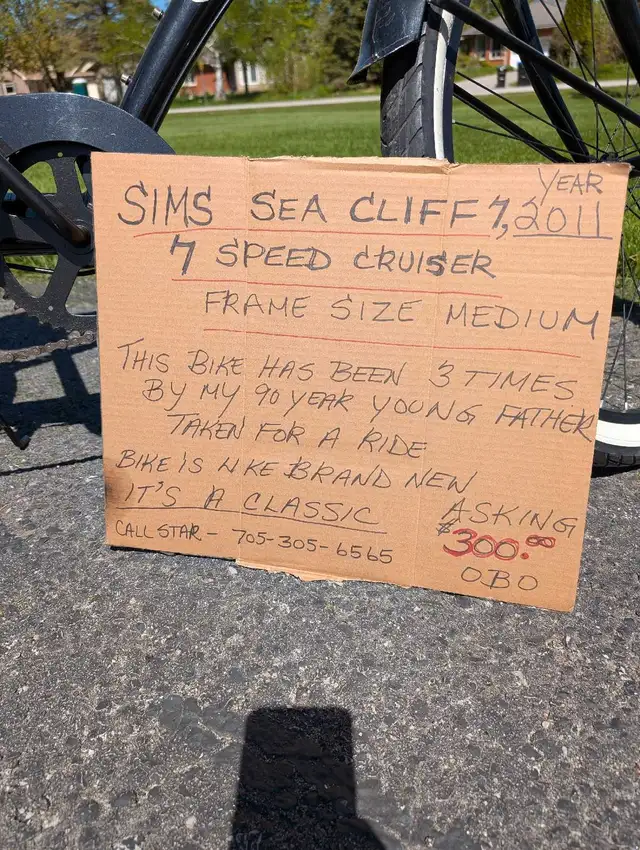 YEAR
SIMS SEA CLIFF 7, 2011
7 SPEED CRUISER
FRAME SIZE MEDIUM
THIS BIKE HAS BEEN 3 TIMES
BY MY 90 YEAR YOUNG FATHER
TAKEN FOR A RIDE
BIKE IS LIKE BRAND NEW
IT'S A CLASSIC
ASKING
$300.00
CALL STAR - 705-305-6565
OBO